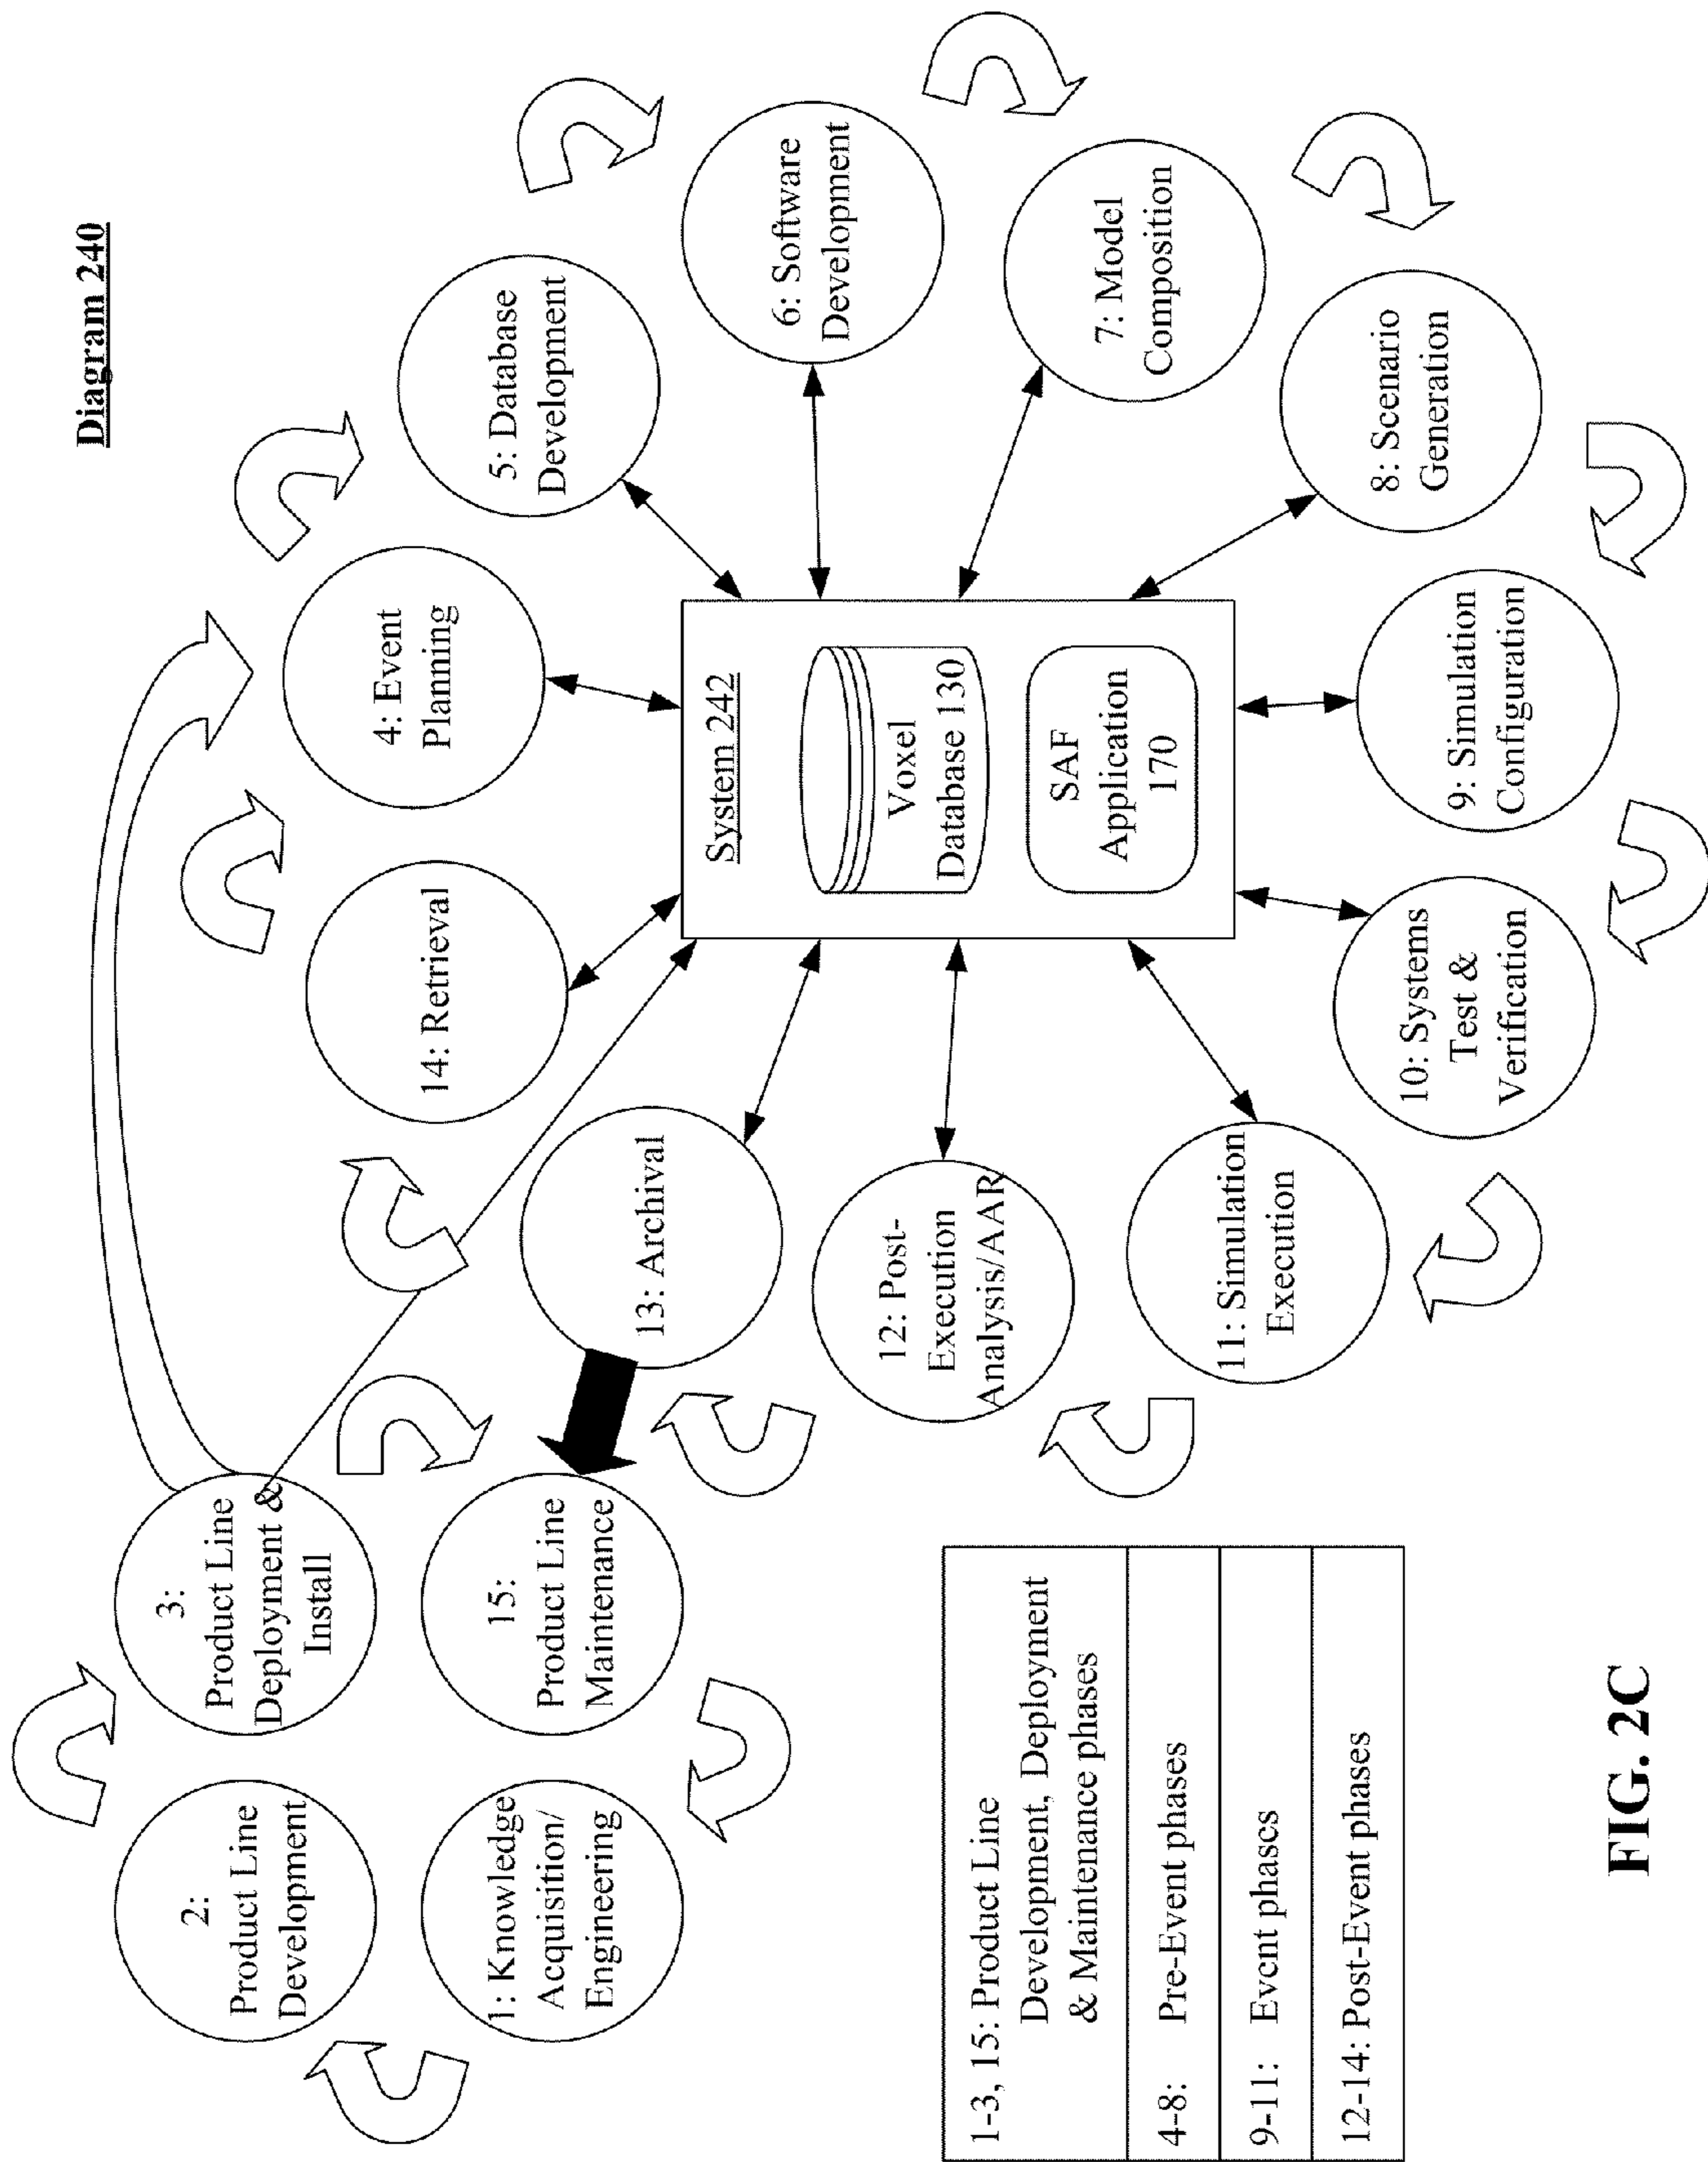 Diagram 240
2:
Product Line
Development
3:
Product Line
Deployment &
Install
1: Knowledge
Acquisition/
Engineering
15:
Product Line
Maintenance
14: Retrieval
4: Event
Planning
5: Database
Development
6: Software
Development
7: Model
Composition
8: Scenario
Generation
9: Simulation
Configuration
10: Systems
Test &
Verification
11: Simulation
Execution
12: Post-
Execution
Analysis/AAR
13: Archival
System 242
Voxel
Database 130
SAF
Application
170
1-3, 15: Product Line
Development, Deployment
& Maintenance phases
4-8: Pre-Event phases
9-11: Event phases
12-14: Post-Event phases
FIG. 2C